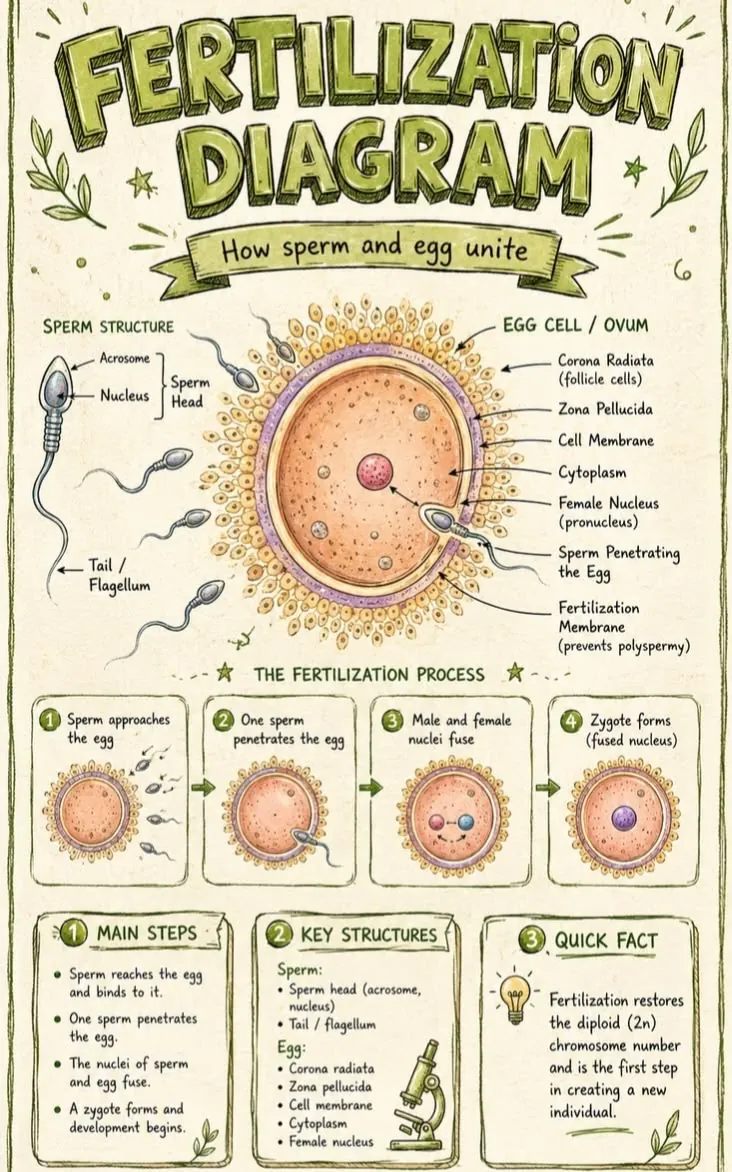 FERTILIZATION
DIAGRAM
How sperm and egg unite
SPERM STRUCTURE
Acrosome
Nucleus
Sperm
Head
Tail /
Flagellum
EGG CELL / OVUM
Corona Radiata
(follicle cells)
Zona Pellucida
Cell Membrane
Cytoplasm
Female Nucleus
(pronucleus)
Sperm Penetrating
the Egg
Fertilization
Membrane
(prevents polyspermy)
THE FERTILIZATION PROCESS
1 Sperm approaches
the egg
2 One sperm
penetrates the egg
3 Male and female
nuclei fuse
4 Zygote forms
(fused nucleus)
1 MAIN STEPS
• Sperm reaches the egg
and binds to it.
• One sperm penetrates
the egg.
• The nuclei of sperm
and egg fuse.
• A zygote forms and
development begins.
2 KEY STRUCTURES
Sperm:
• Sperm head (acrosome,
nucleus)
• Tail / flagellum
Egg:
• Corona radiata
• Zona pellucida
• Cell membrane
• Cytoplasm
• Female nucleus
3 QUICK FACT
Fertilization restores
the diploid (2n)
chromosome number
and is the first step
in creating a new
individual.